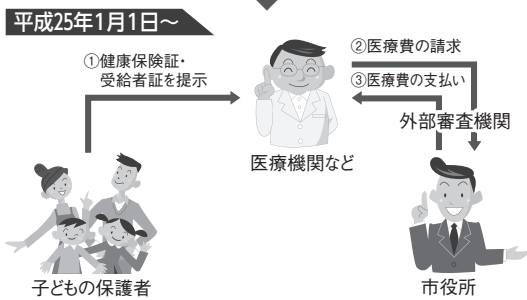 平成25年1月1日～
①健康保険証・
受給者証を提示
②医療費の請求
③医療費の支払い
外部審査機関
医療機関など
子どもの保護者
市役所